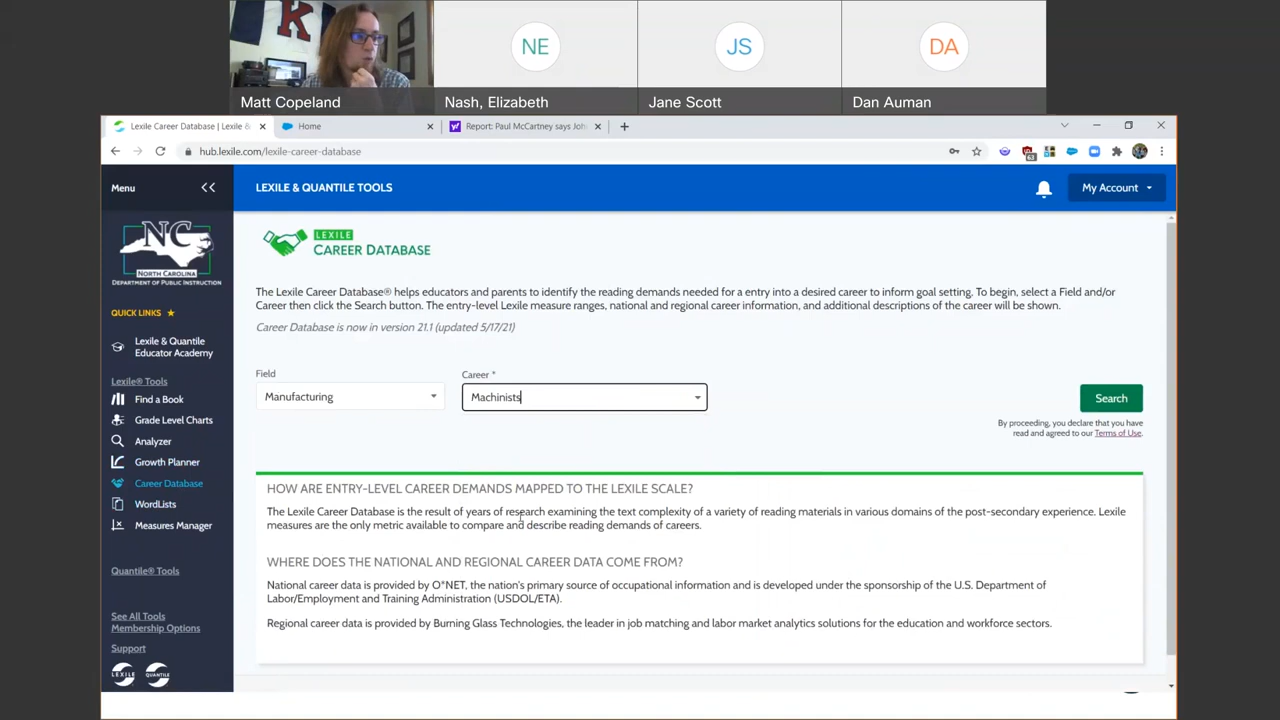 K
NE
JS
DA
Matt Copeland
Nash, Elizabeth
Jane Scott
Dan Auman
Lexile Career Database | Lexile &
Home
Report: Paul McCartney says Joh
hub.lexile.com/lexile-career-database
Menu
LEXILE & QUANTILE TOOLS
My Account
NC
NORTH CAROLINA
DEPARTMENT OF PUBLIC INSTRUCTION
QUICK LINKS
Lexile & Quantile
Educator Academy
Lexile® Tools
Find a Book
Grade Level Charts
Analyzer
Growth Planner
Career Database
WordLists
Measures Manager
Quantile® Tools
See All Tools
Membership Options
Support
LEXILE
QUANTILE
LEXILE
CAREER DATABASE
The Lexile Career Database® helps educators and parents to identify the reading demands needed for a entry into a desired career to inform goal setting. To begin, select a Field and/or
Career then click the Search button. The entry-level Lexile measure ranges, national and regional career information, and additional descriptions of the career will be shown.
Career Database is now in version 21.1 (updated 5/17/21)
Field
Career *
Manufacturing
Machinists
Search
By proceeding, you declare that you have
read and agreed to our Terms of Use.
HOW ARE ENTRY-LEVEL CAREER DEMANDS MAPPED TO THE LEXILE SCALE?
The Lexile Career Database is the result of years of research examining the text complexity of a variety of reading materials in various domains of the post-secondary experience. Lexile
measures are the only metric available to compare and describe reading demands of careers.
WHERE DOES THE NATIONAL AND REGIONAL CAREER DATA COME FROM?
National career data is provided by O*NET, the nation's primary source of occupational information and is developed under the sponsorship of the U.S. Department of
Labor/Employment and Training Administration (USDOL/ETA).
Regional career data is provided by Burning Glass Technologies, the leader in job matching and labor market analytics solutions for the education and workforce sectors.